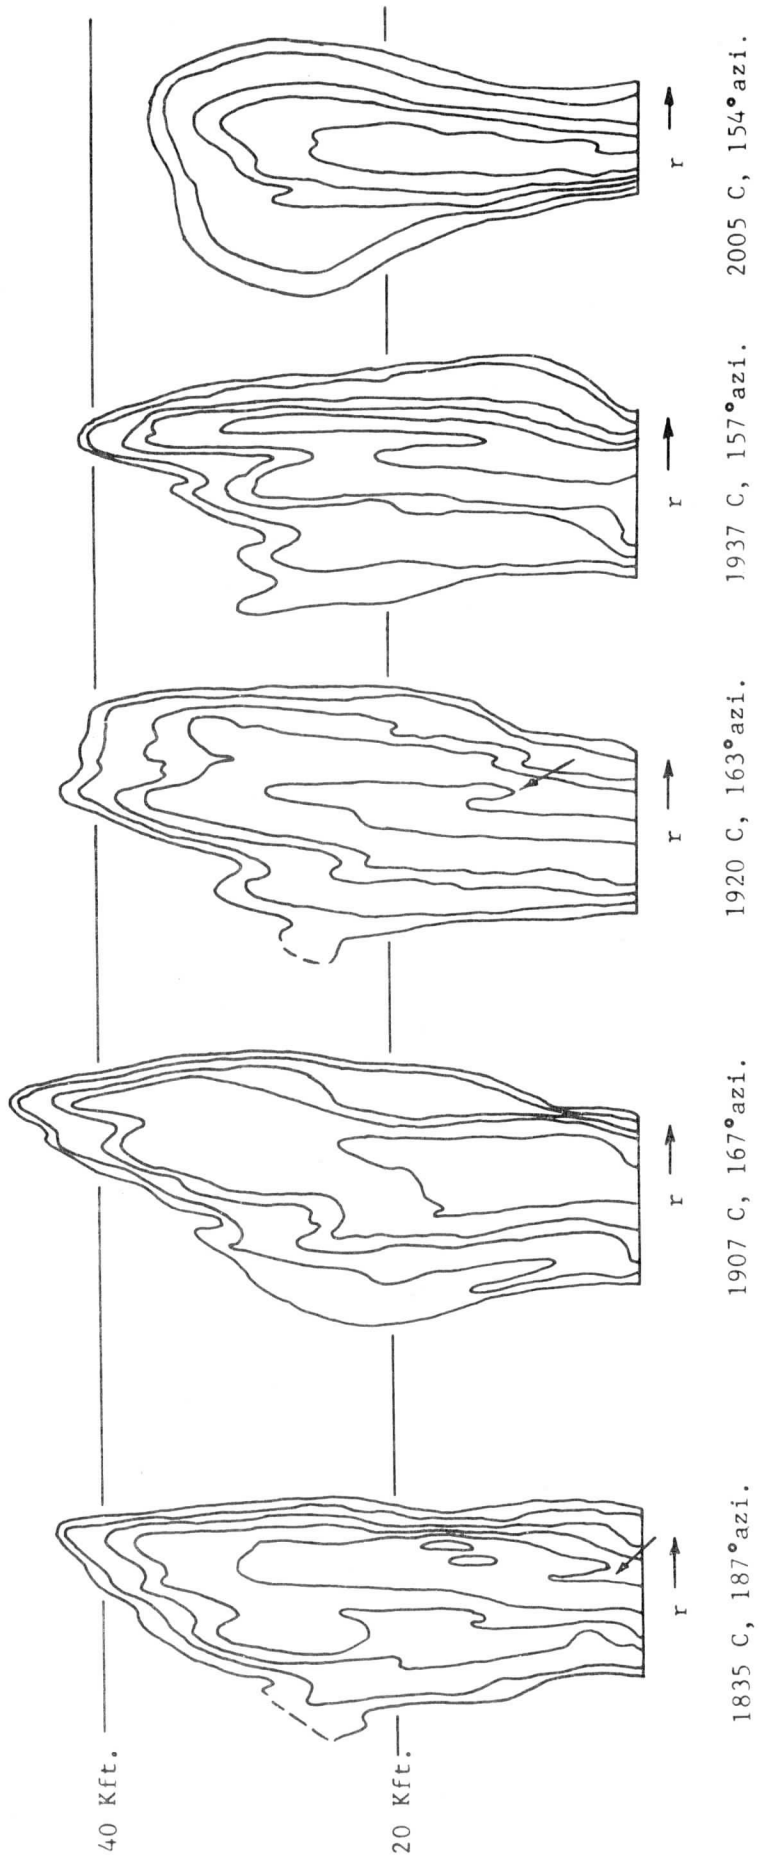 40 Kft.
20 Kft.
r
r
r
r
r
1835 C, 187°azi.
1907 C, 167°azi.
1920 C, 163°azi.
1937 C, 157°azi.
2005 C, 154°azi.